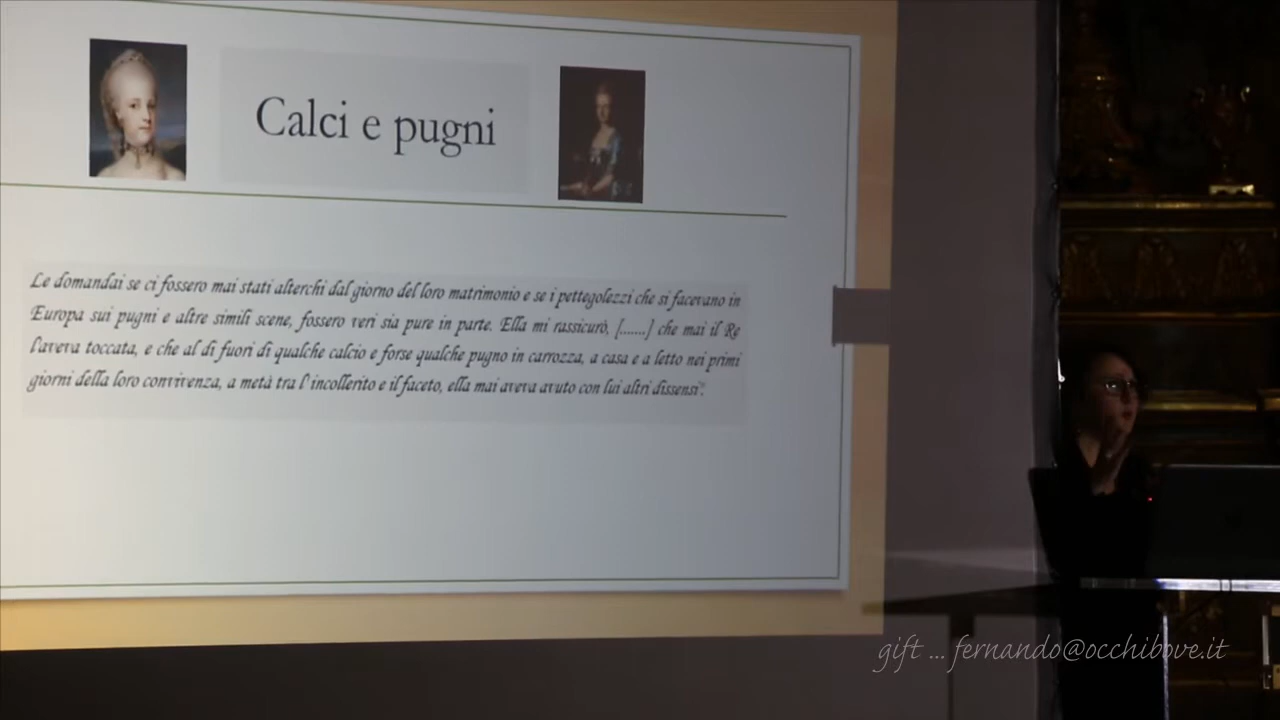 Calci e pugni
Le domandai se ci fossero mai stati alterchi dal giorno del loro matrimonio e se i pettegolezzi che si facevano in
Europa sui pugni e altre simili scene, fossero veri sia pure in parte. Ella mi rassicurò, [......] che mai il Re
l'aveva toccata, e che al di fuori di qualche calcio e forse qualche pugno in carrozza, a casa e a letto nei primi
giorni della loro convivenza, a metà tra l'incollerito e il faceto, ella mai aveva avuto con lui altri dissensi".
gift ... fernando@occhibove.it